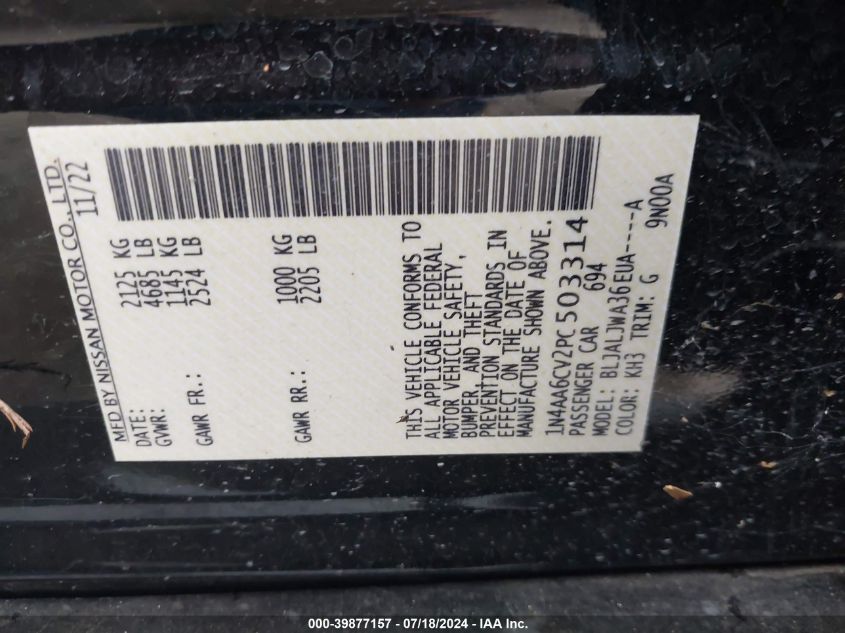 MFD BY NISSAN MOTOR CO., LTD.
DATE: 11/22
GVWR: 2125 KG
4685 LB
GAWR FR.: 1145 KG
2524 LB
GAWR RR.: 1000 KG
2205 LB
THIS VEHICLE CONFORMS TO
ALL APPLICABLE FEDERAL
MOTOR VEHICLE SAFETY,
BUMPER, AND THEFT
PREVENTION STANDARDS IN
EFFECT ON THE DATE OF
MANUFACTURE SHOWN ABOVE.
1N4AA6CV2PC503314
PASSENGER CAR 694
MODEL: BLJALJWA36EUA-----A
COLOR: KH3 TRIM: G 9N00A
000-39877157 - 07/18/2024 - IAA Inc.